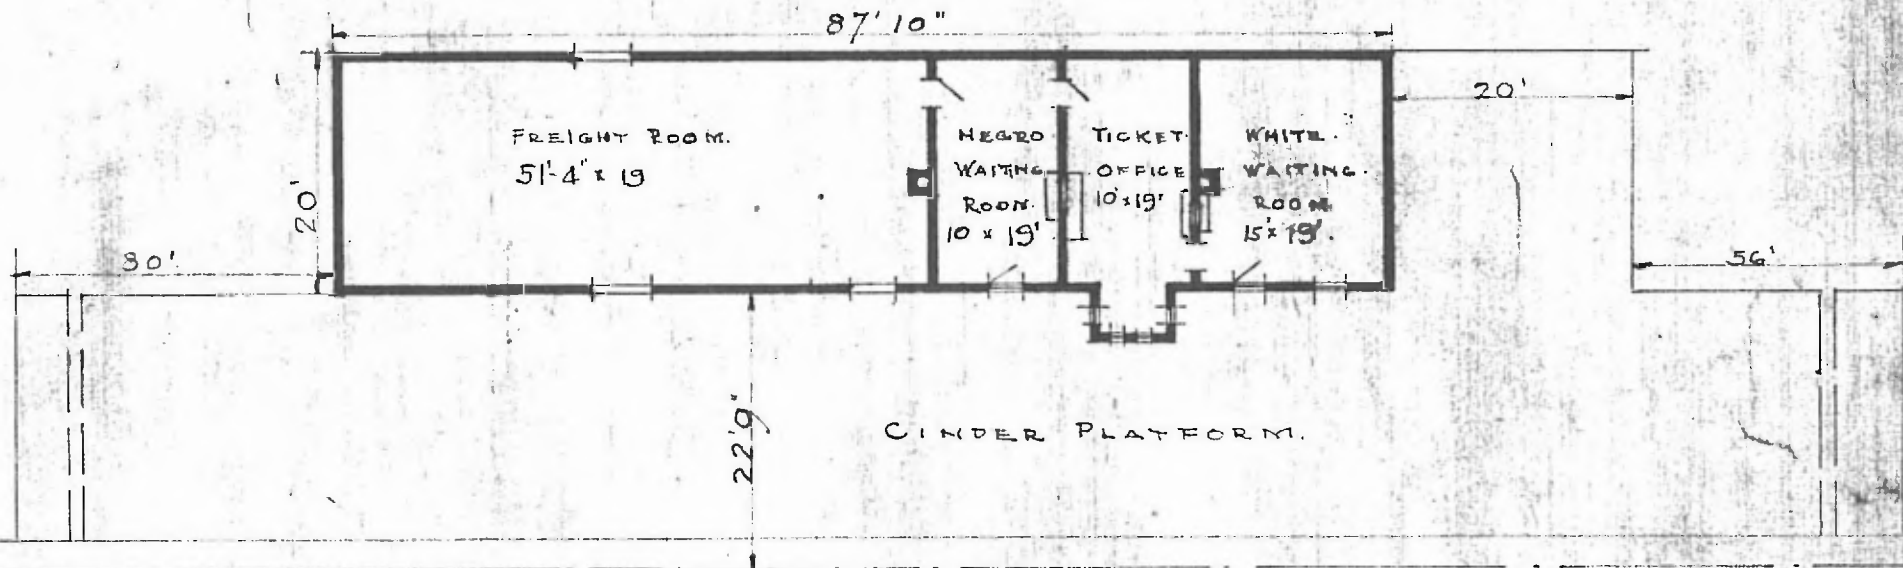 87'10"
20'
FREIGHT ROOM.
51'-4" x 19
NEGRO
WAITING
ROOM.
10 x 19'
TICKET
OFFICE
10'x19'
WHITE.
WAITING.
ROOM.
15'x 19'.
20'
80'
56'
22'9"
CINDER PLATFORM.